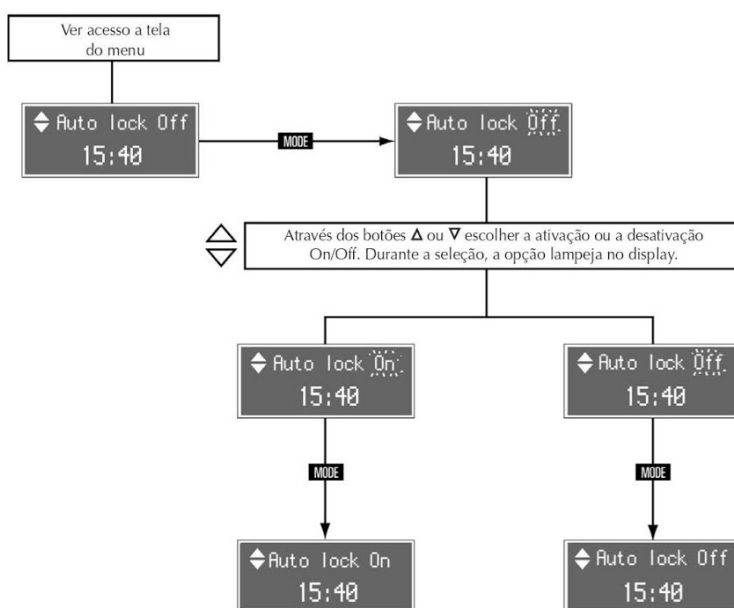 Ver acesso a tela
do menu
Auto lock Off
15:40
MODE
Auto lock Off
15:40
Através dos botões Δ ou ∇ escolher a ativação ou a desativação
On/Off. Durante a seleção, a opção lampeja no display.
Auto lock On
15:40
Auto lock Off
15:40
MODE
MODE
Auto lock On
15:40
Auto lock Off
15:40